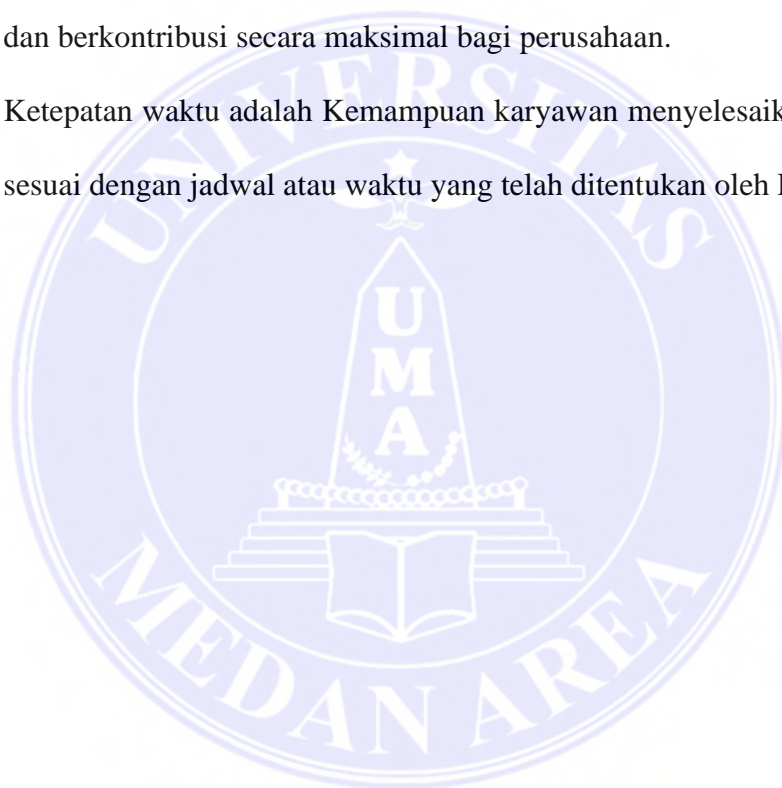 dan berkontribusi secara maksimal bagi perusahaan.
Ketepatan waktu adalah Kemampuan karyawan
sesuai dengan jadwal atau waktu yang telah ditentukan oleh
UNIVERSITAS
UMA
MEDAN AREA